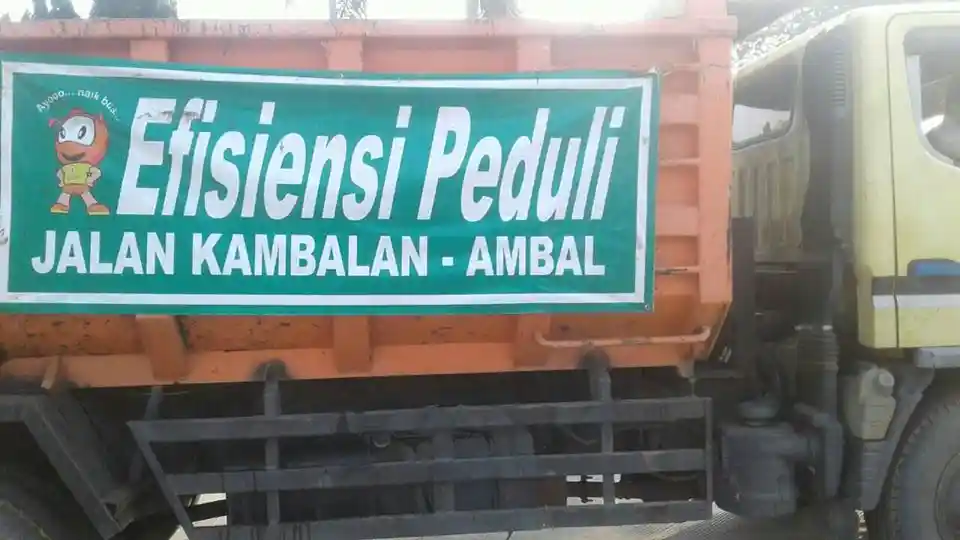 Ayooo... naik bus..
Efisiensi Peduli
JALAN KAMBALAN - AMBAL